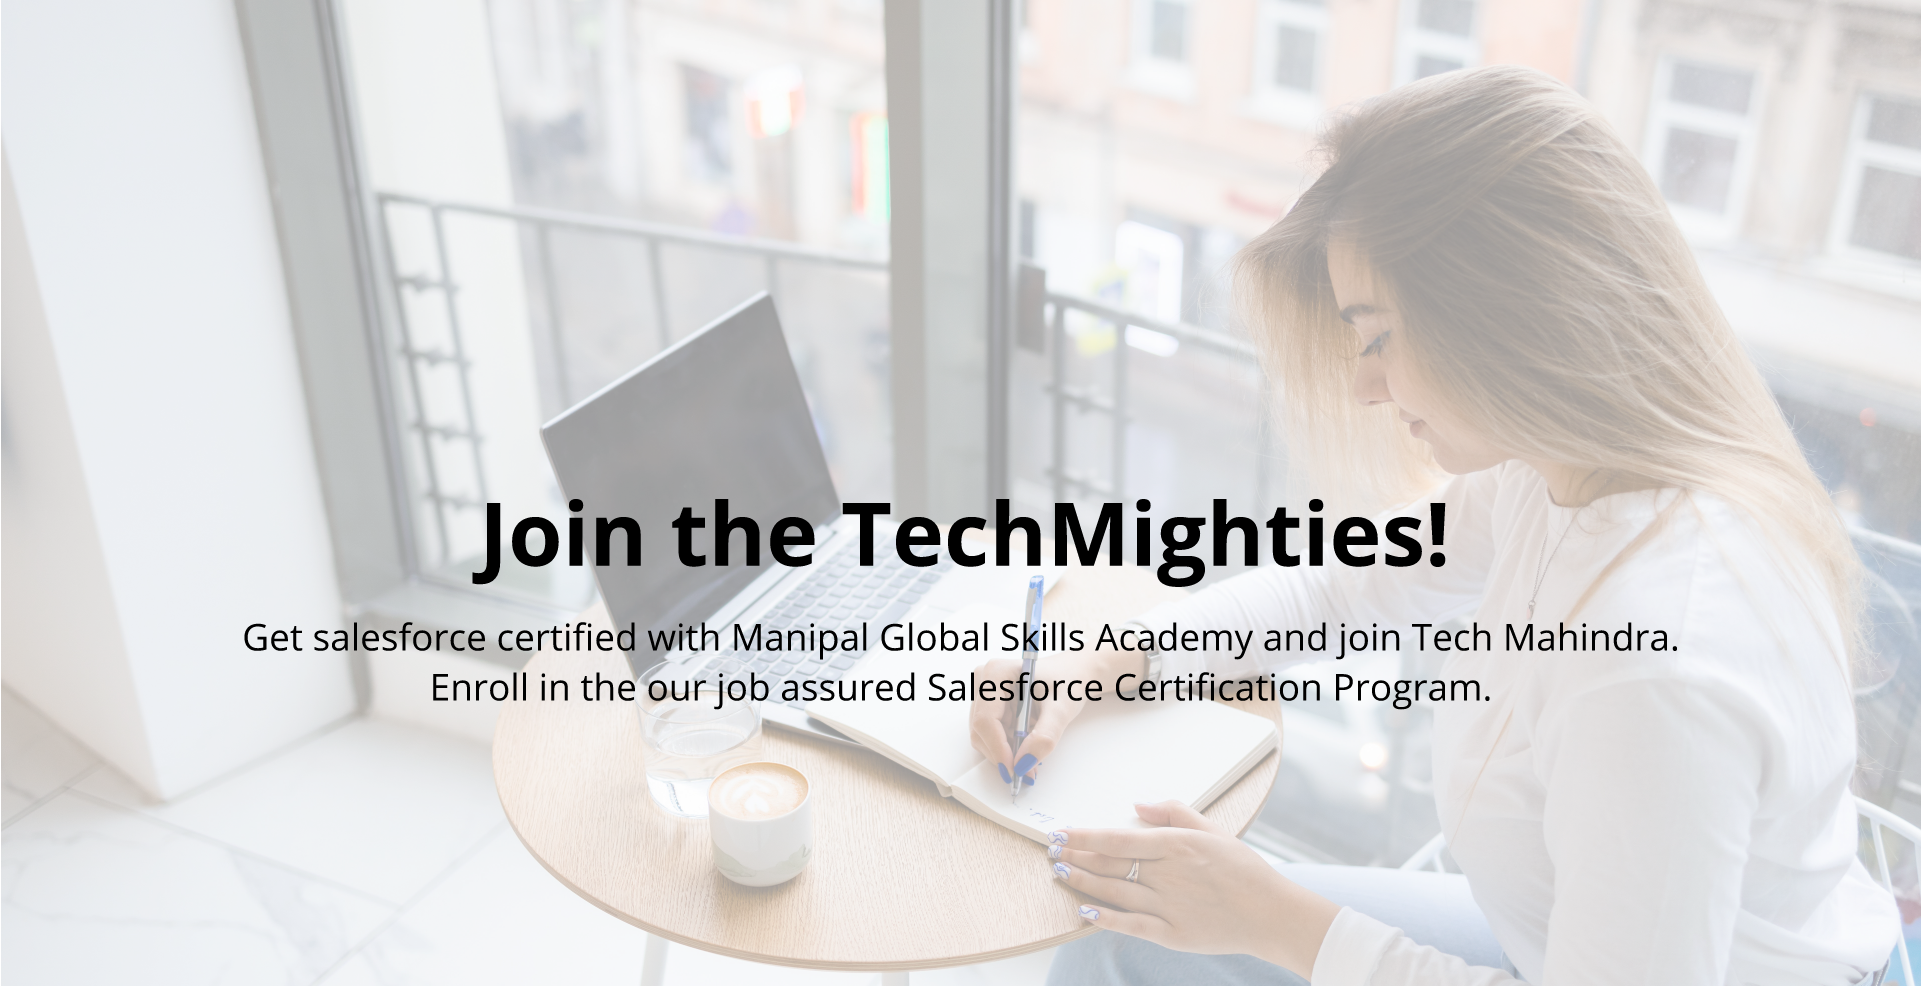 Join the TechMighties!
Get salesforce certified with Manipal Global Skills Academy and join Tech Mahindra.
Enroll in the our job assured Salesforce Certification Program.